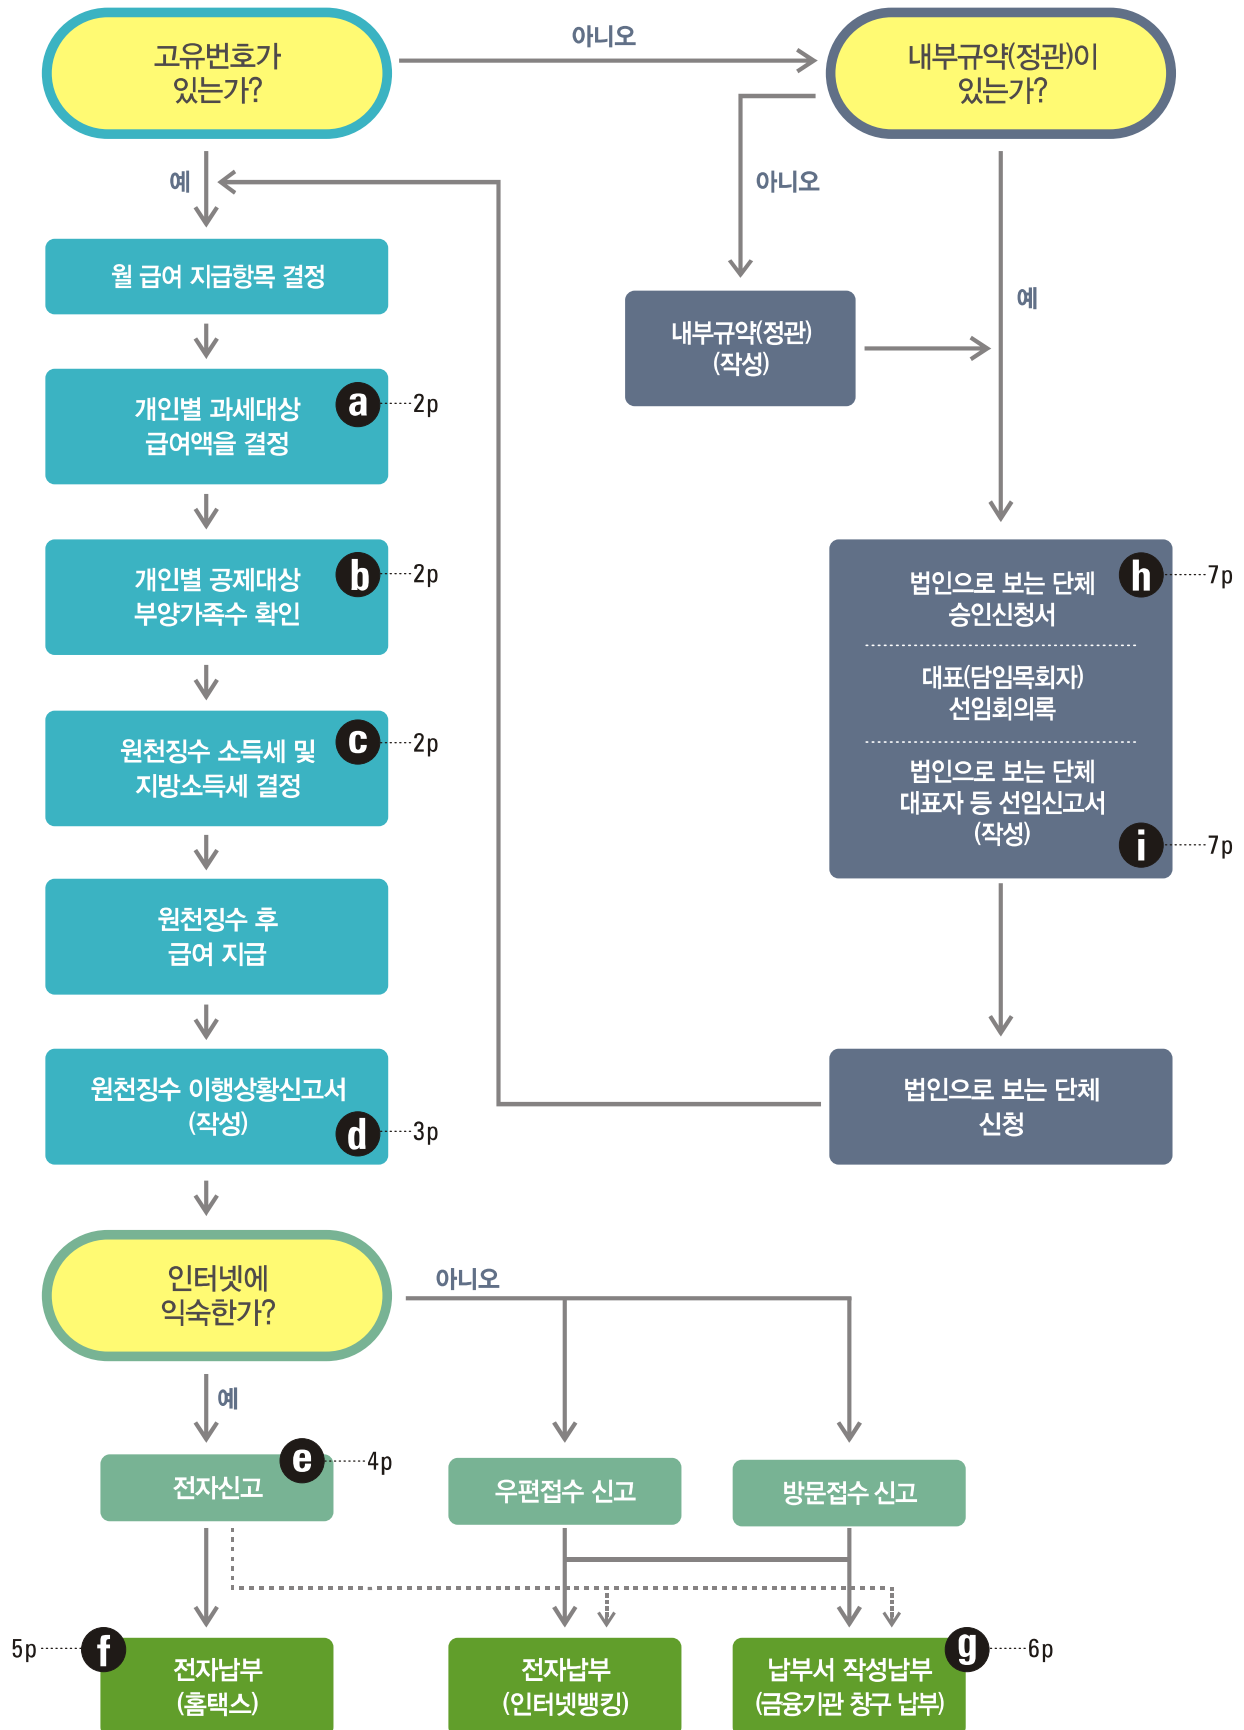 고유번호가
있는가?
아니오
내부규약(정관)이
있는가?
예
아니오
예
월 급여 지급항목 결정
내부규약(정관)
(작성)
개인별 과세대상
급여액을 결정
a
2p
개인별 공제대상
부양가족수 확인
b
2p
법인으로 보는 단체
승인신청서
h
7p
대표(담임목회자)
선임회의록
원천징수 소득세 및
지방소득세 결정
c
2p
법인으로 보는 단체
대표자 등 선임신고서
(작성)
i
7p
원천징수 후
급여 지급
원천징수 이행상황신고서
(작성)
d
3p
법인으로 보는 단체
신청
인터넷에
익숙한가?
아니오
예
전자신고
e
4p
우편접수 신고
방문접수 신고
5p
f
전자납부
(홈택스)
전자납부
(인터넷뱅킹)
납부서 작성납부
(금융기관 창구 납부)
g
6p